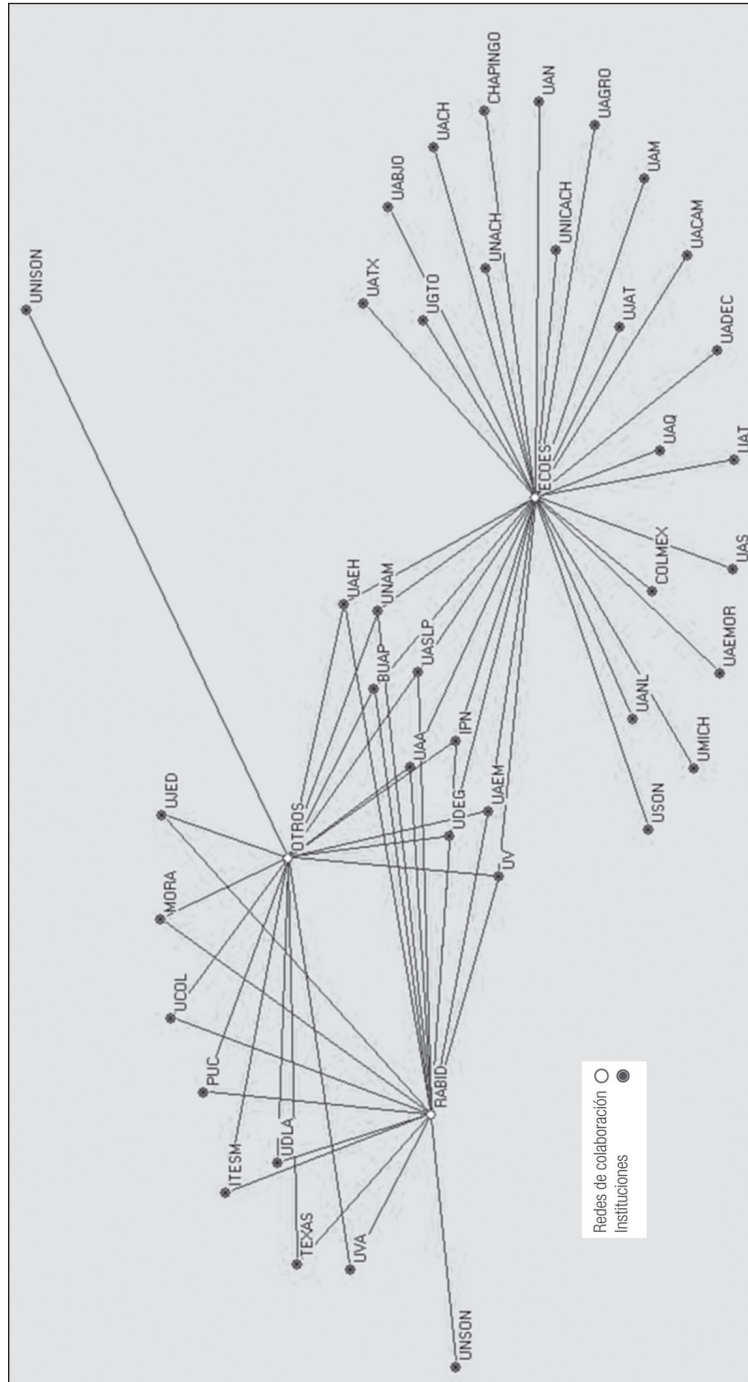 UNISON
UJED
MORA
UCOL
PUC
ITESM
UDLA
TEXAS
UVA
UNSON
OTROS
RABID
UAEH
UNAM
BUAP
UASLP
UAA
IPN
UDEG
UAEM
UV
ECOES
UATX
UGTO
UABJO
UACH
UNACH
CHAPINGO
UAN
UNICACH
UAGRO
UAM
UJAT
UACAM
UADEC
UAQ
UAT
UAS
COLMEX
UAEMOR
UANL
UMICH
USON
Redes de colaboración
Instituciones